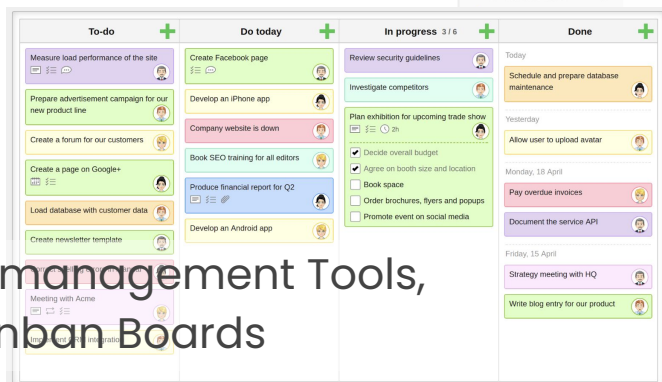 To-do
Measure load performance of the site
Prepare advertisement campaign for our
new product line
Create a forum for our customers
Create a page on Google+
Load database with customer data
Create newsletter template
Meeting with Acme
Implement CRM integration
Do today
Create Facebook page
Develop an iPhone app
Company website is down
Book SEO training for all editors
Produce financial report for Q2
Develop an Android app
In progress 3 / 6
Review security guidelines
Investigate competitors
Plan exhibition for upcoming trade show
2h
Decide overall budget
Agree on booth size and location
Book space
Order brochures, flyers and popups
Promote event on social media
Done
Today
Schedule and prepare database
maintenance
Yesterday
Allow user to upload avatar
Monday, 18 April
Pay overdue invoices
Document the service API
Friday, 15 April
Strategy meeting with HQ
Write blog entry for our product
management Tools,
nban Boards